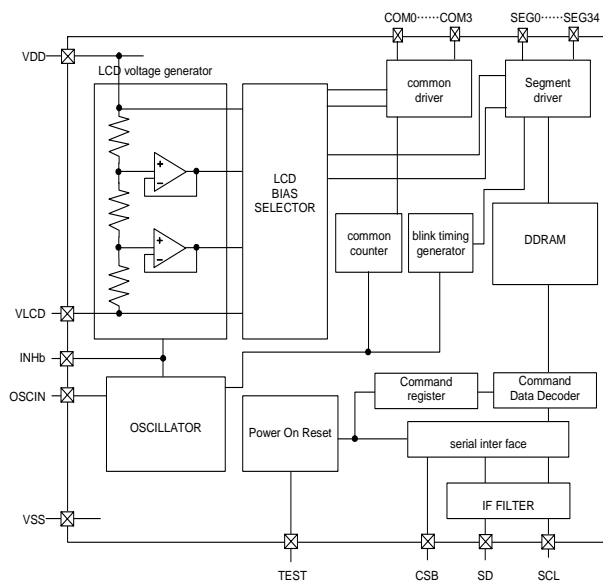 COM0……COM3
SEG0……SEG34
VDD
LCD voltage generator
common
driver
Segment
driver
+
-
LCD
BIAS
SELECTOR
+
-
common
counter
blink timing
generator
DDRAM
VLCD
INHb
OSCIN
OSCILLATOR
Command
register
Command
Data Decoder
Power On Reset
serial inter face
IF FILTER
VSS
TEST
CSB
SD
SCL